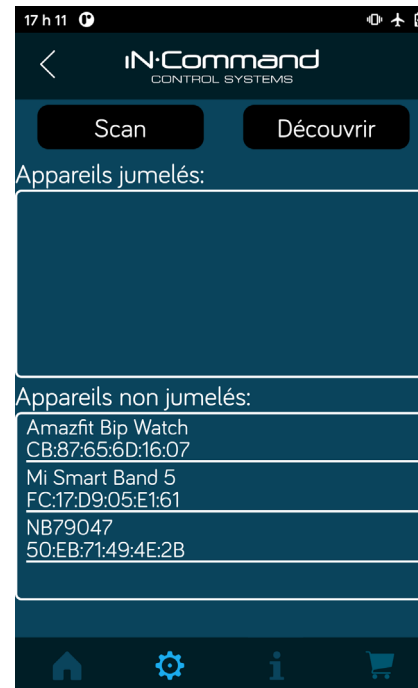 17 h 11
iN·Command
CONTROL SYSTEMS
Scan
Découvrir
Appareils jumelés:
Appareils non jumelés:
Amazfit Bip Watch
CB:87:65:6D:16:07
Mi Smart Band 5
FC:17:D9:05:E1:61
NB79047
50:EB:71:49:4E:2B